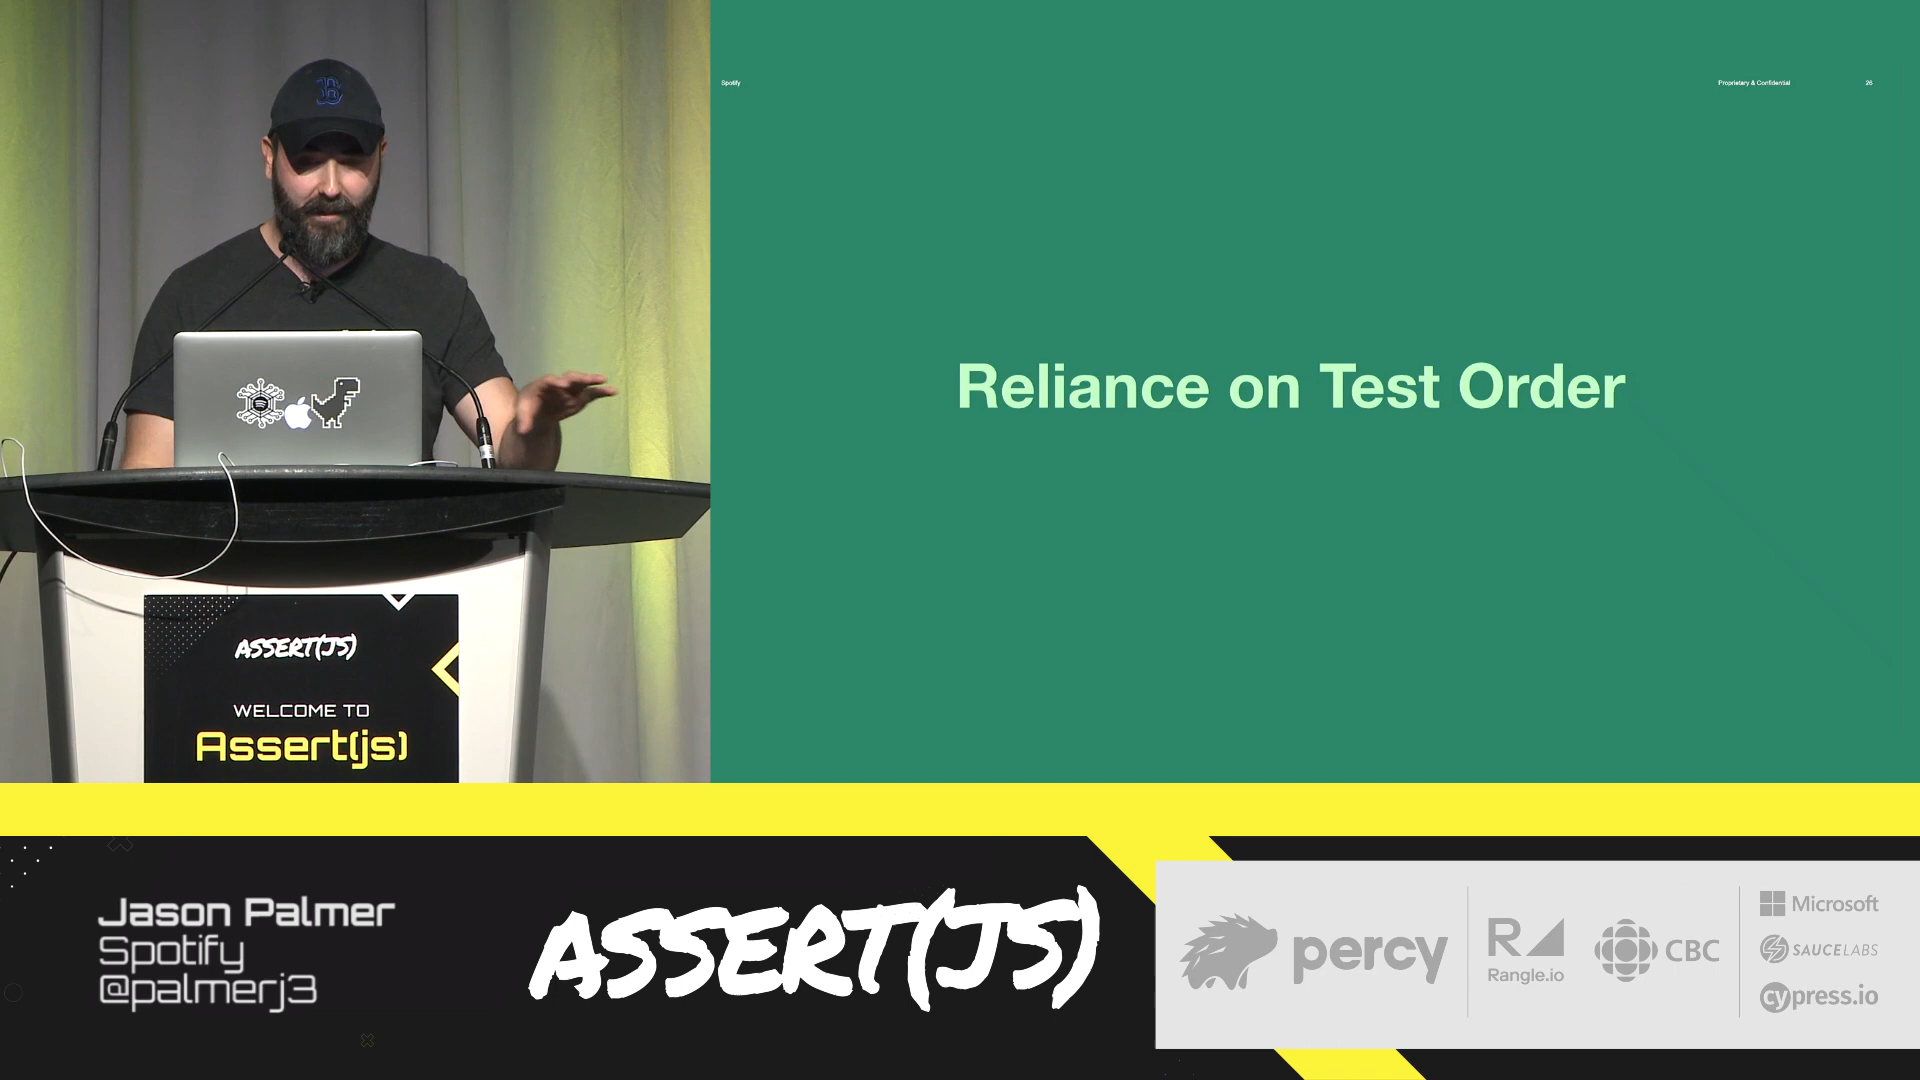 Spotify
Proprietary & Confidential
26
Reliance on Test Order
B
ASSERT(JS)
WELCOME TO
Assert(js)
Jason Palmer
Spotify
@palmerj3
ASSERT(JS)
percy
R
Rangle.io
CBC
Microsoft
SAUCELABS
cypress.io